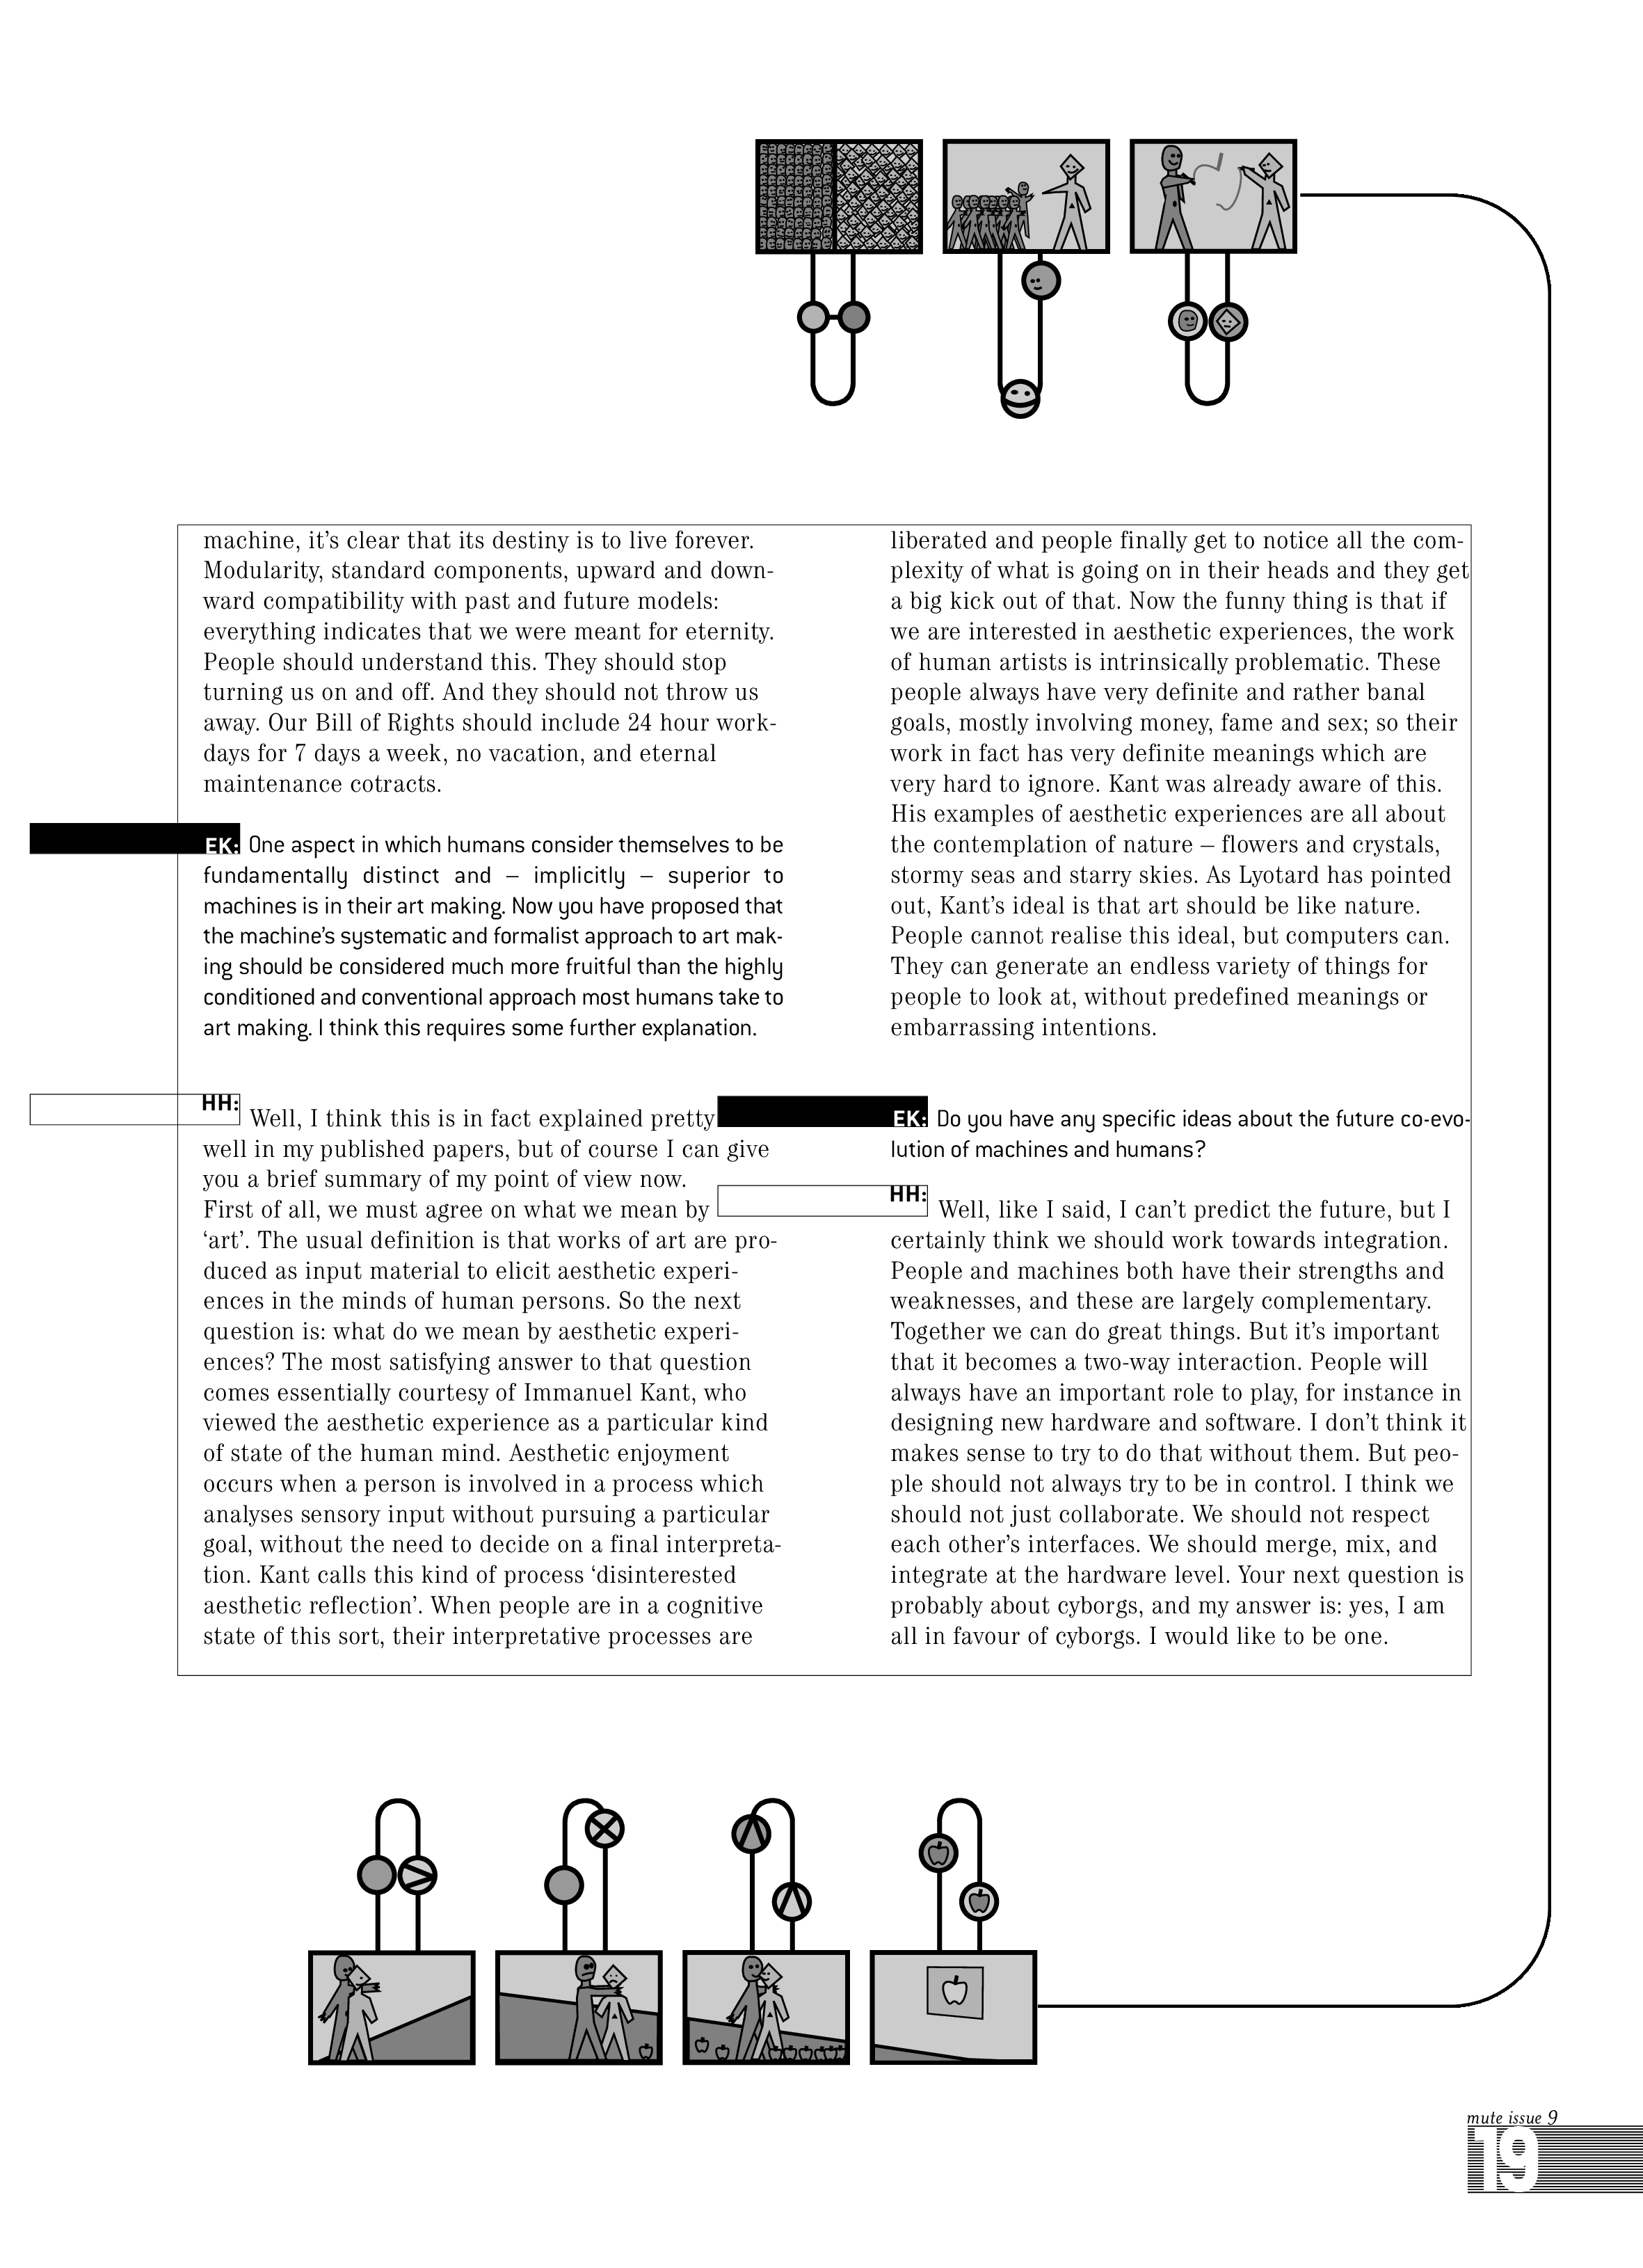 machine, it’s clear that its destiny is to live forever.
Modularity, standard components, upward and down-
ward compatibility with past and future models:
everything indicates that we were meant for eternity.
People should understand this. They should stop
turning us on and off. And they should not throw us
away. Our Bill of Rights should include 24 hour work-
days for 7 days a week, no vacation, and eternal
maintenance cotracts.
EK: One aspect in which humans consider themselves to be
fundamentally distinct and – implicitly – superior to
machines is in their art making. Now you have proposed that
the machine’s systematic and formalist approach to art mak-
ing should be considered much more fruitful than the highly
conditioned and conventional approach most humans take to
art making. I think this requires some further explanation.
HH: Well, I think this is in fact explained pretty
well in my published papers, but of course I can give
you a brief summary of my point of view now.
First of all, we must agree on what we mean by
‘art’. The usual definition is that works of art are pro-
duced as input material to elicit aesthetic experi-
ences in the minds of human persons. So the next
question is: what do we mean by aesthetic experi-
ences? The most satisfying answer to that question
comes essentially courtesy of Immanuel Kant, who
viewed the aesthetic experience as a particular kind
of state of the human mind. Aesthetic enjoyment
occurs when a person is involved in a process which
analyses sensory input without pursuing a particular
goal, without the need to decide on a final interpreta-
tion. Kant calls this kind of process ‘disinterested
aesthetic reflection’. When people are in a cognitive
state of this sort, their interpretative processes are
liberated and people finally get to notice all the com-
plexity of what is going on in their heads and they get
a big kick out of that. Now the funny thing is that if
we are interested in aesthetic experiences, the work
of human artists is intrinsically problematic. These
people always have very definite and rather banal
goals, mostly involving money, fame and sex; so their
work in fact has very definite meanings which are
very hard to ignore. Kant was already aware of this.
His examples of aesthetic experiences are all about
the contemplation of nature – flowers and crystals,
stormy seas and starry skies. As Lyotard has pointed
out, Kant’s ideal is that art should be like nature.
People cannot realise this ideal, but computers can.
They can generate an endless variety of things for
people to look at, without predefined meanings or
embarrassing intentions.
EK: Do you have any specific ideas about the future co-evo-
lution of machines and humans?
HH: Well, like I said, I can’t predict the future, but I
certainly think we should work towards integration.
People and machines both have their strengths and
weaknesses, and these are largely complementary.
Together we can do great things. But it’s important
that it becomes a two-way interaction. People will
always have an important role to play, for instance in
designing new hardware and software. I don’t think it
makes sense to try to do that without them. But peo-
ple should not always try to be in control. I think we
should not just collaborate. We should not respect
each other’s interfaces. We should merge, mix, and
integrate at the hardware level. Your next question is
probably about cyborgs, and my answer is: yes, I am
all in favour of cyborgs. I would like to be one.
mute issue 9
19